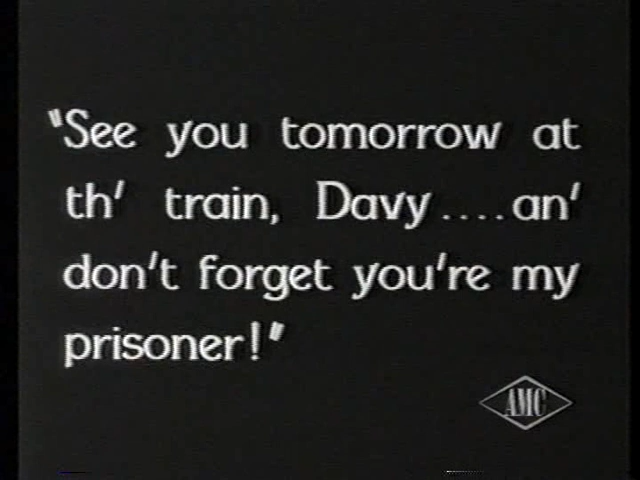 "See you tomorrow at
th' train, Davy....an'
don't forget you're my
prisoner!"
AMC